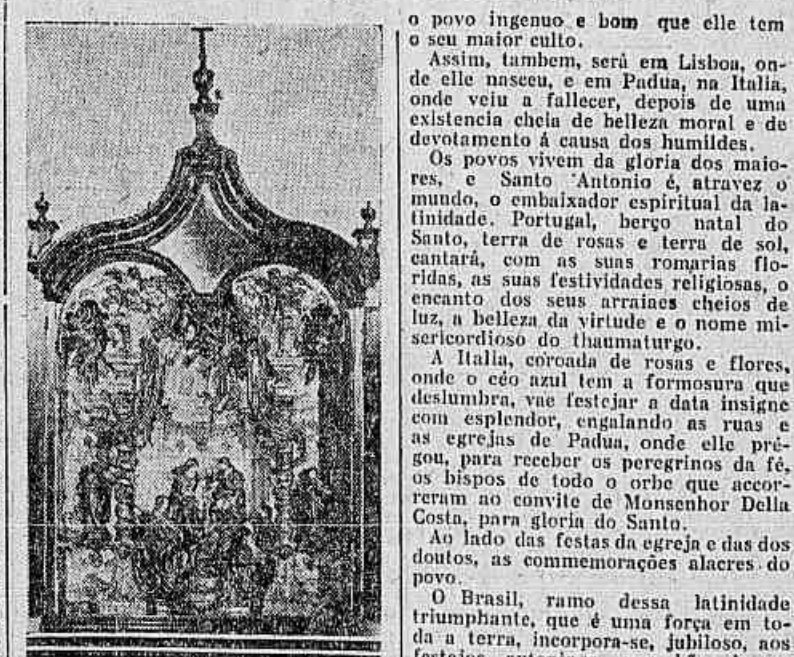 o povo ingenuo e bom que elle tem
o seu maior culto.
Assim, tambem, será em Lisboa, on-
de elle nasceu, e em Padua, na Italia,
onde veiu a fallecer, depois de uma
existencia cheia de belleza moral e de
devotamento á causa dos humildes.
Os povos vivem da gloria dos maio-
res, e Santo Antonio é, atravez o
mundo, o embaixador espiritual da la-
tinidade. Portugal, berço natal do
Santo, terra de rosas e terra de sol,
cantará, com as suas romarias flo-
ridas, as suas festividades religiosas, o
encanto dos seus arraiaes cheios de
luz, a belleza da virtude e o nome mi-
sericordioso do thaumaturgo.
A Italia, coroada de rosas e flores,
onde o céo azul tem a formosura que
deslumbra, vae festejar a data insigne
com esplendor, engalando as ruas e
as egrejas de Padua, onde elle pré-
gou, para receber os peregrinos da fé,
os bispos de todo o orbe que accor-
reram ao convite de Monsenhor Della
Costa, para gloria do Santo.
Ao lado das festas da egreja e das dos
doutos, as commemorações alacres do
povo.
O Brasil, ramo dessa latinidade
triumphante, que é uma força em to-
da a terra, incorpora-se, jubiloso, aos